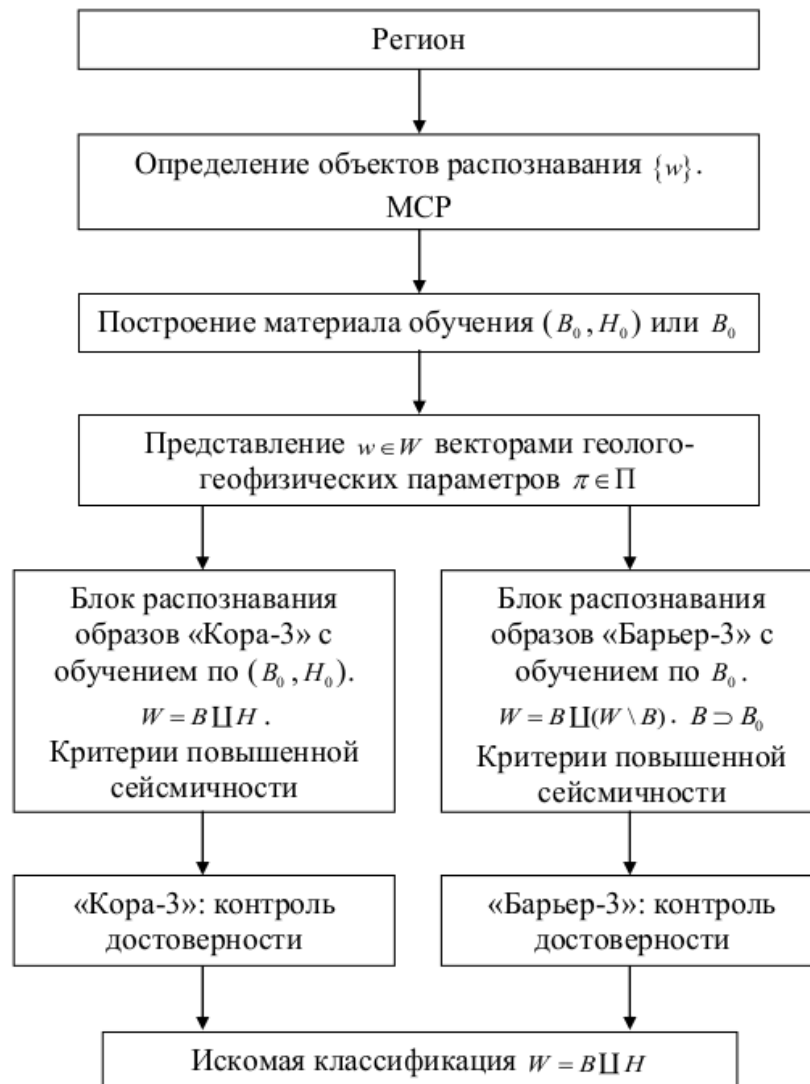 Регион
Определение объектов распознавания {w}.
МСР
Построение материала обучения (B₀, H₀) или B₀
Представление w ∈ W векторами геолого-
геофизических параметров π ∈ Π
Блок распознавания
образов «Кора-3» с
обучением по (B₀, H₀).
W = B ∐ H .
Критерии повышенной
сейсмичности
Блок распознавания
образов «Барьер-3» с
обучением по B₀.
W = B ∐ (W \ B). B ⊃ B₀
Критерии повышенной
сейсмичности
«Кора-3»: контроль
достоверности
«Барьер-3»: контроль
достоверности
Искомая классификация W = B ∐ H